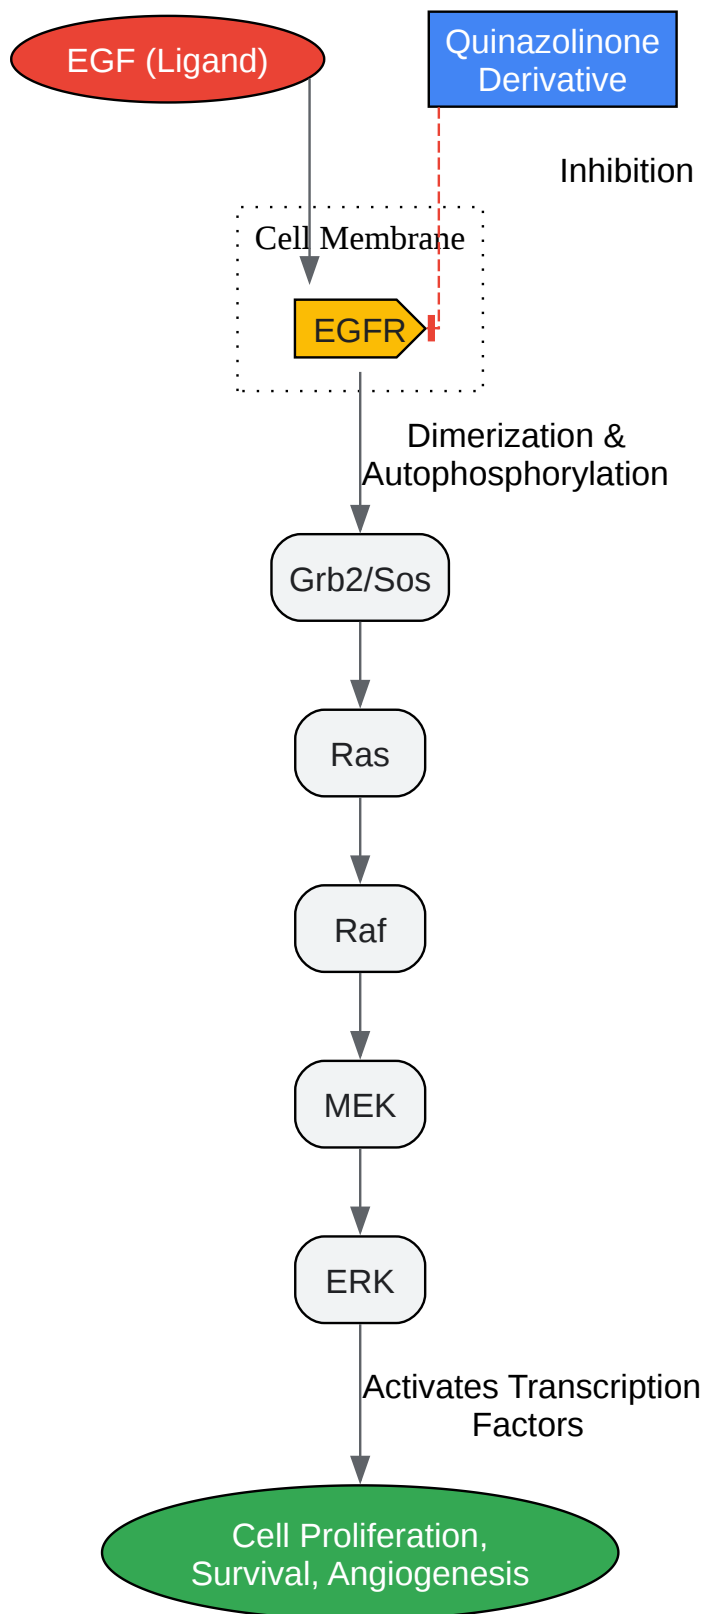 EGF (Ligand)
Quinazolinone
Derivative
Inhibition
Cell Membrane
EGFR
Dimerization &
Autophosphorylation
Grb2/Sos
Ras
Raf
MEK
ERK
Activates Transcription
Factors
Cell Proliferation,
Survival, Angiogenesis